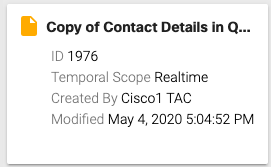 Copy of Contact Details in Q...
ID 1976
Temporal Scope Realtime
Created By Cisco1 TAC
Modified May 4, 2020 5:04:52 PM